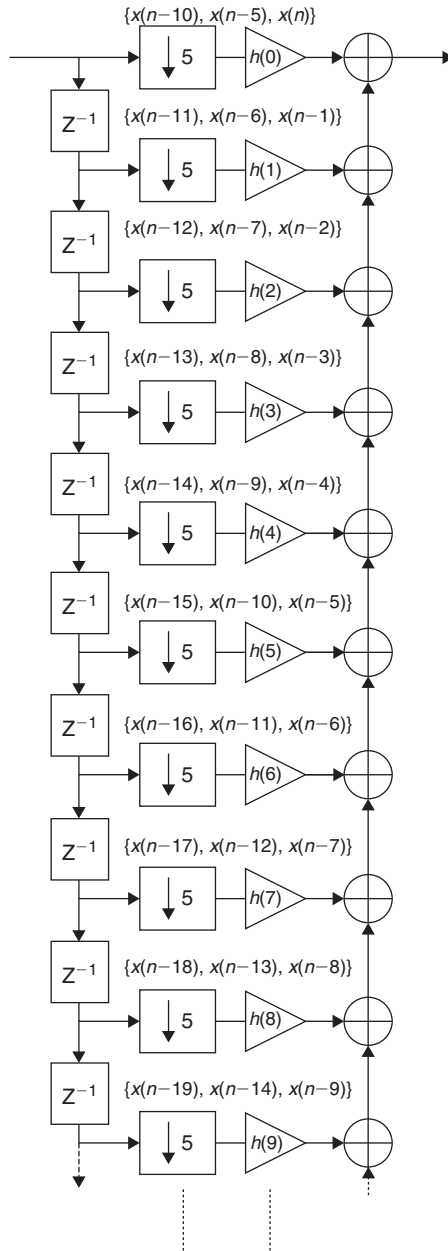 {x(n−10), x(n−5), x(n)}
↓ 5 h(0)
Z⁻¹
{x(n−11), x(n−6), x(n−1)}
↓ 5 h(1)
Z⁻¹
{x(n−12), x(n−7), x(n−2)}
↓ 5 h(2)
Z⁻¹
{x(n−13), x(n−8), x(n−3)}
↓ 5 h(3)
Z⁻¹
{x(n−14), x(n−9), x(n−4)}
↓ 5 h(4)
Z⁻¹
{x(n−15), x(n−10), x(n−5)}
↓ 5 h(5)
Z⁻¹
{x(n−16), x(n−11), x(n−6)}
↓ 5 h(6)
Z⁻¹
{x(n−17), x(n−12), x(n−7)}
↓ 5 h(7)
Z⁻¹
{x(n−18), x(n−13), x(n−8)}
↓ 5 h(8)
Z⁻¹
{x(n−19), x(n−14), x(n−9)}
↓ 5 h(9)